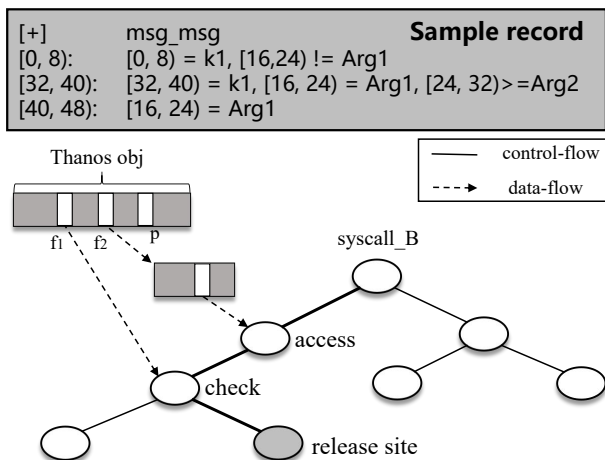 Sample record
[+] msg_msg
[0, 8): [0, 8) = k1, [16,24) != Arg1
[32, 40): [32, 40) = k1, [16, 24) = Arg1, [24, 32)>=Arg2
[40, 48): [16, 24) = Arg1
Thanos obj
control-flow
data-flow
f1 f2 p
syscall_B
access
check
release site